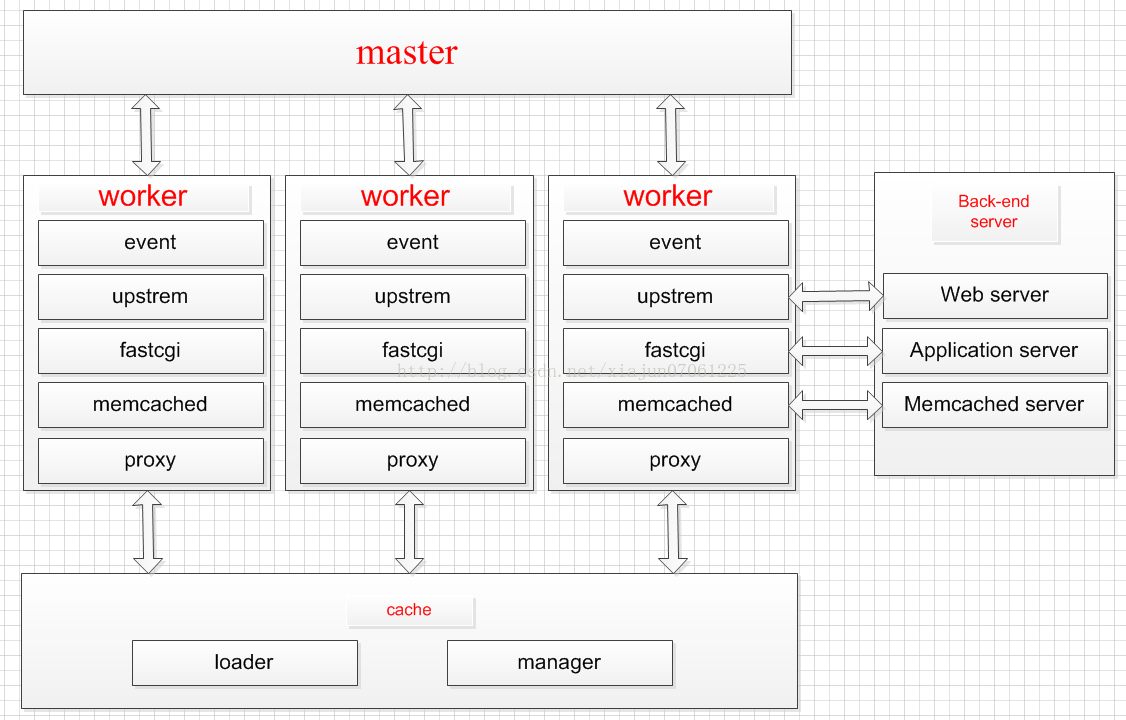 master
worker
event
upstrem
fastcgi
memcached
proxy
worker
event
upstrem
fastcgi
memcached
proxy
worker
event
upstrem
fastcgi
memcached
proxy
http://blog.csdn.net/xiajun07061225
Back-end
server
Web server
Application server
Memcached server
cache
loader
manager